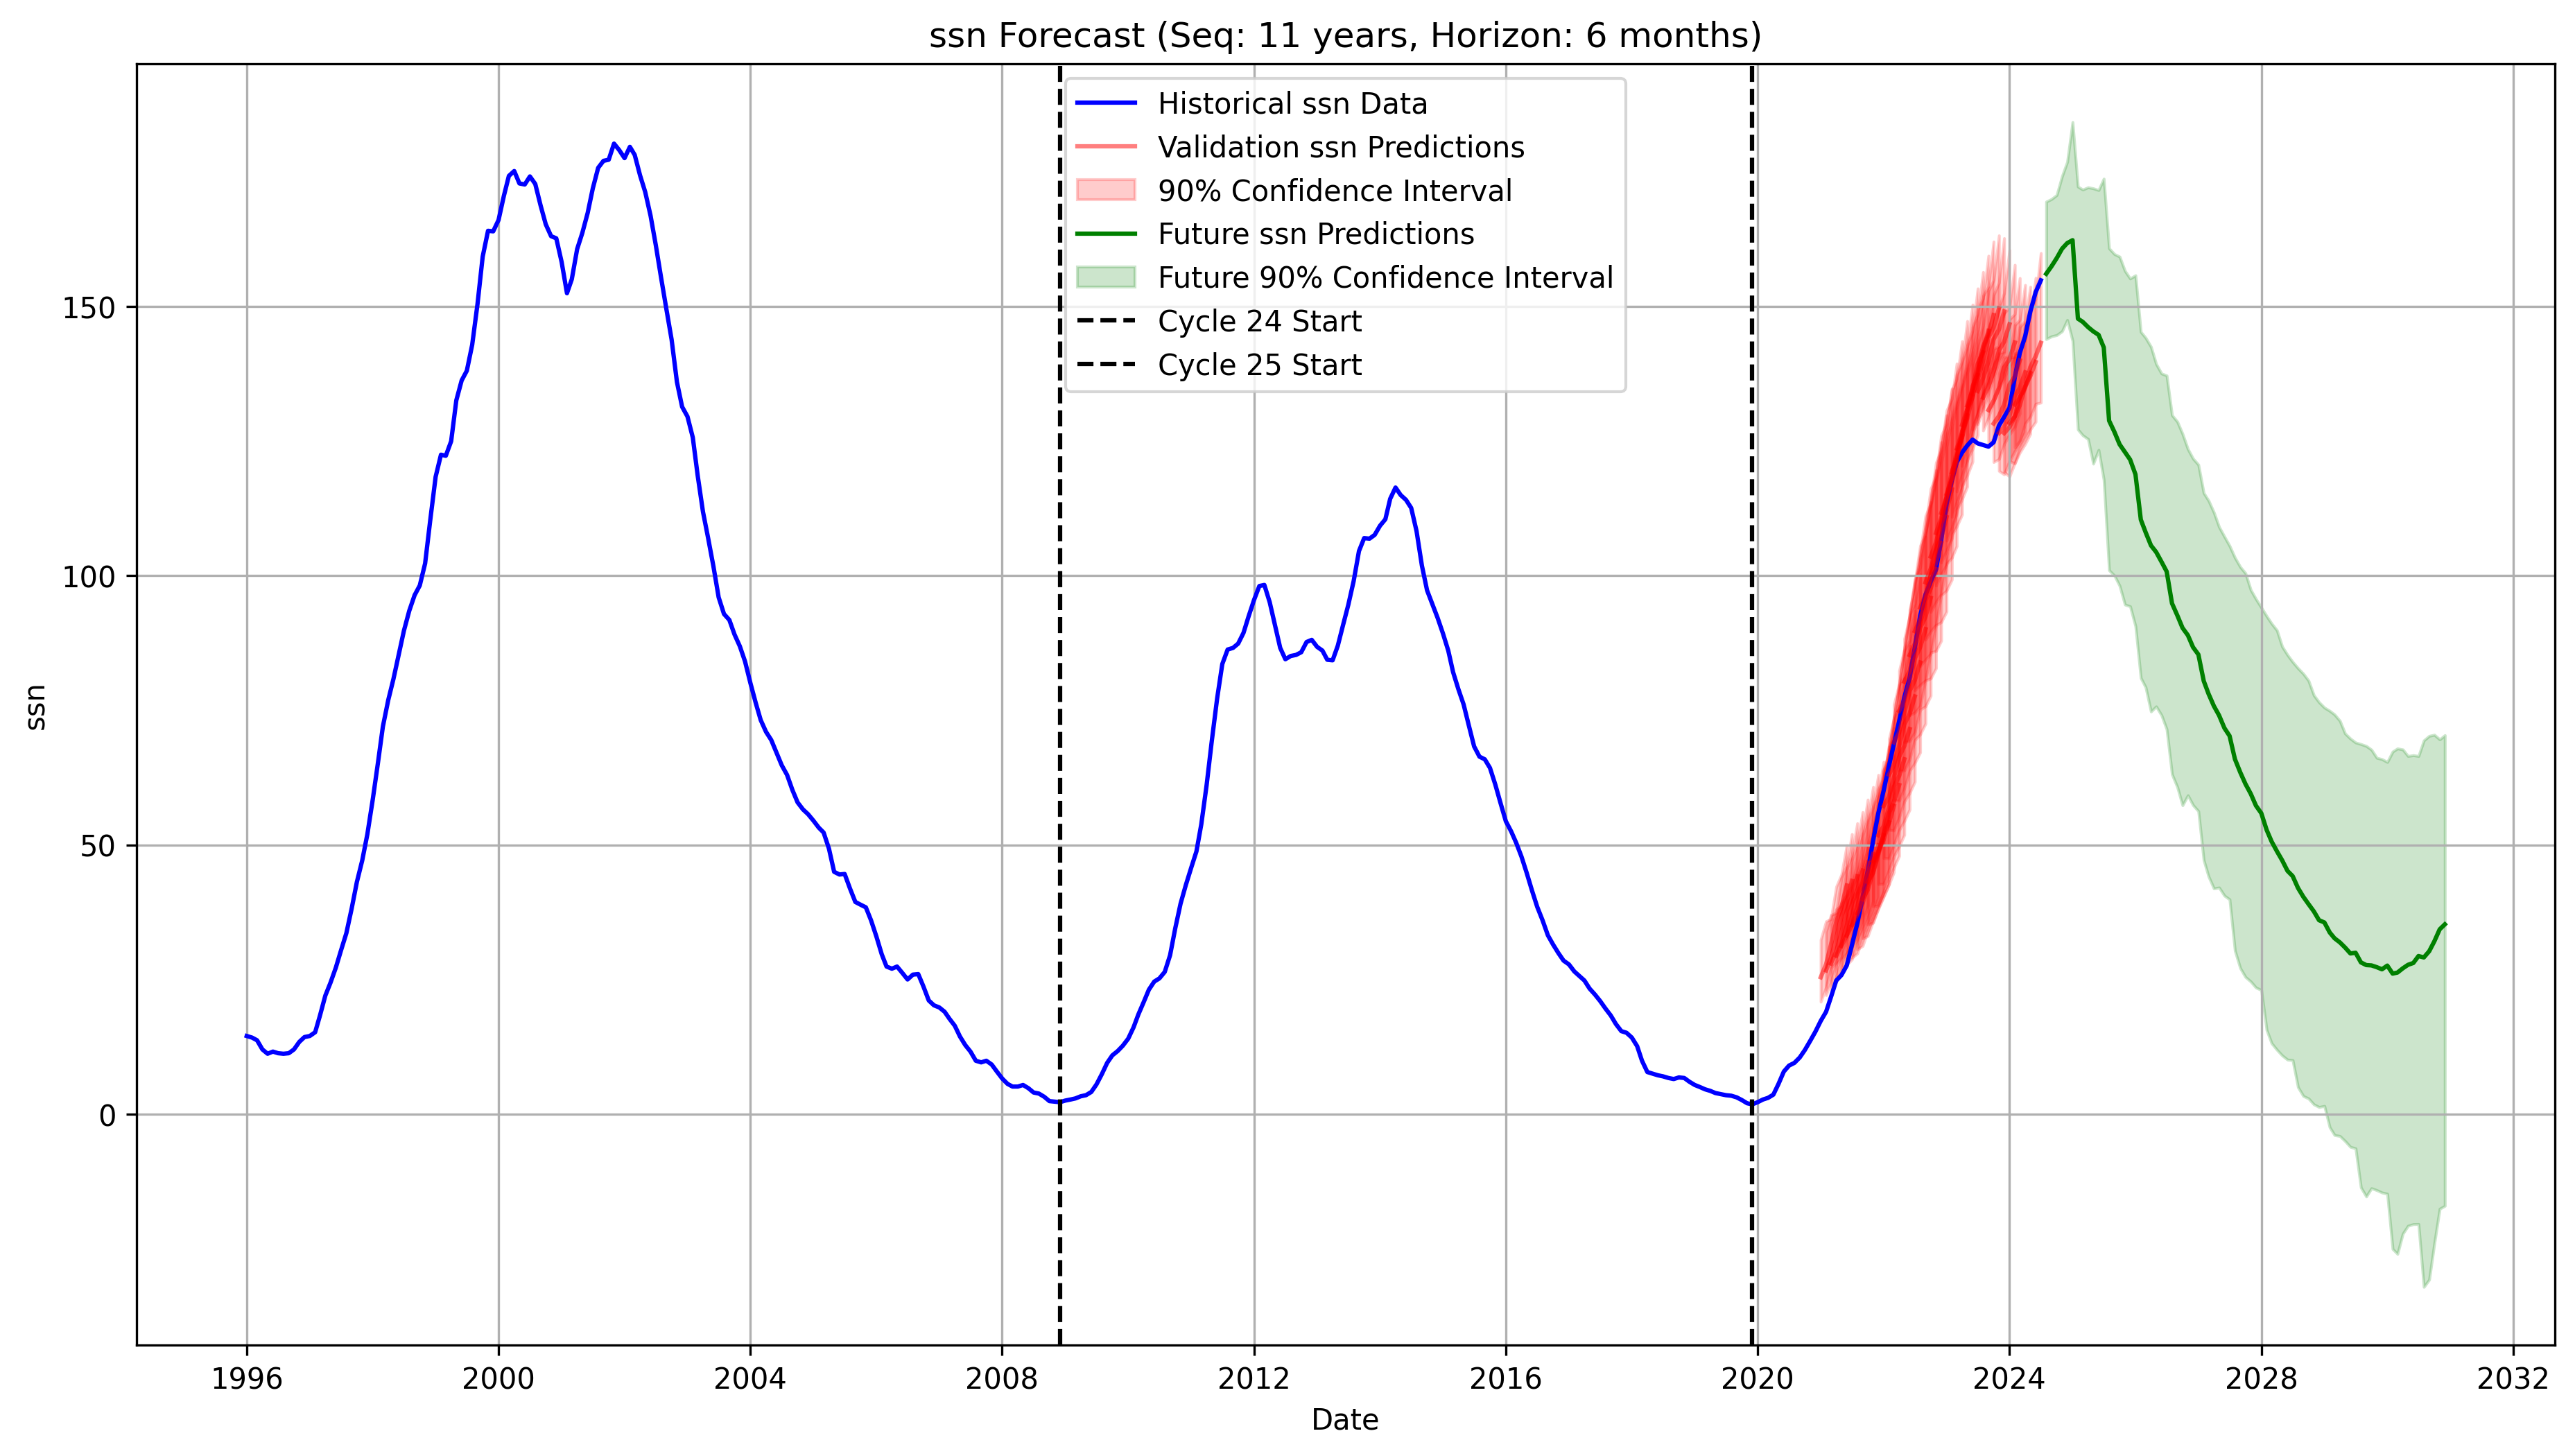 ssn Forecast (Seq: 11 years, Horizon: 6 months)
Historical ssn Data
Validation ssn Predictions
90% Confidence Interval
Future ssn Predictions
Future 90% Confidence Interval
Cycle 24 Start
Cycle 25 Start
150
100
50
0
ssn
1996 2000 2004 2008 2012 2016 2020 2024 2028 2032
Date